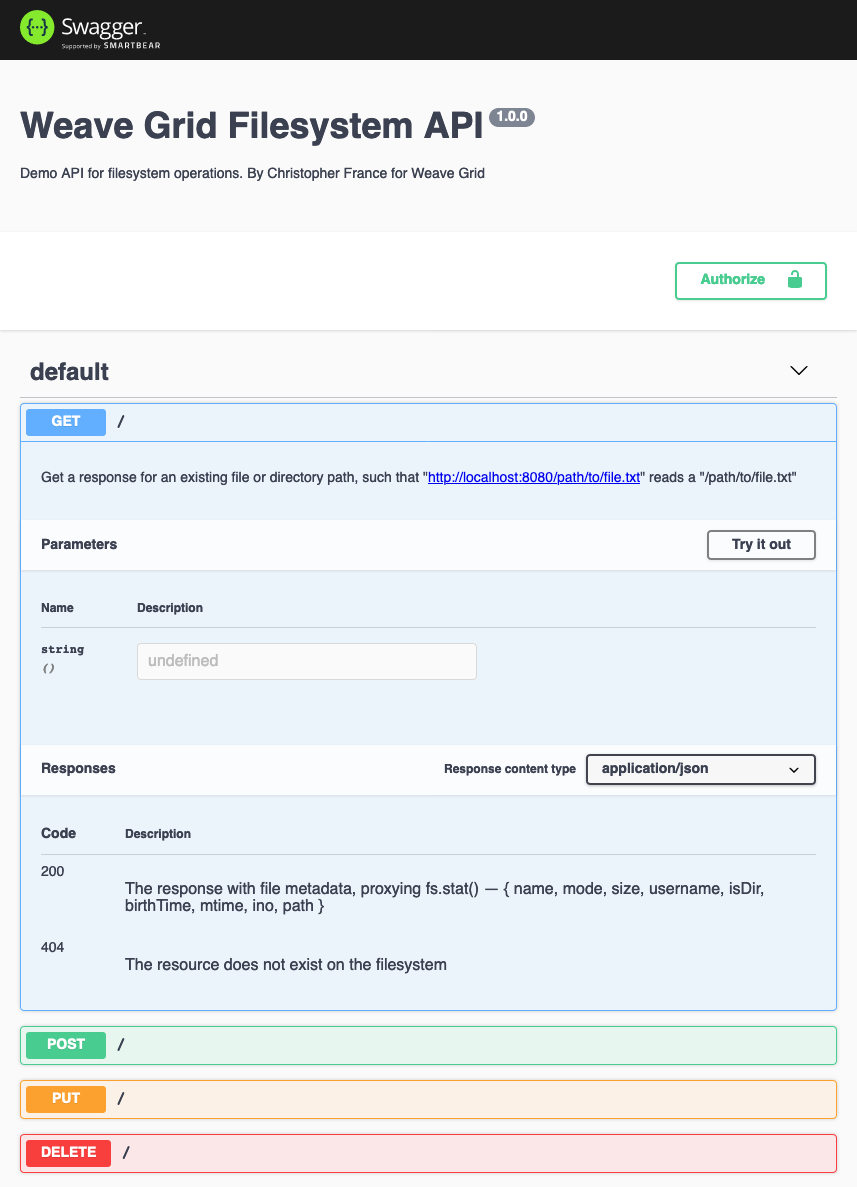 {···} Swagger.
Supported by SMARTBEAR
Weave Grid Filesystem API 1.0.0
Demo API for filesystem operations. By Christopher France for Weave Grid
Authorize
default
GET /
Get a response for an existing file or directory path, such that "http://localhost:8080/path/to/file.txt" reads a "/path/to/file.txt"
Parameters
Try it out
Name Description
string
()
undefined
Responses
Response content type
application/json
Code Description
200
The response with file metadata, proxying fs.stat() — { name, mode, size, username, isDir,
birthTime, mtime, ino, path }
404
The resource does not exist on the filesystem
POST /
PUT /
DELETE /